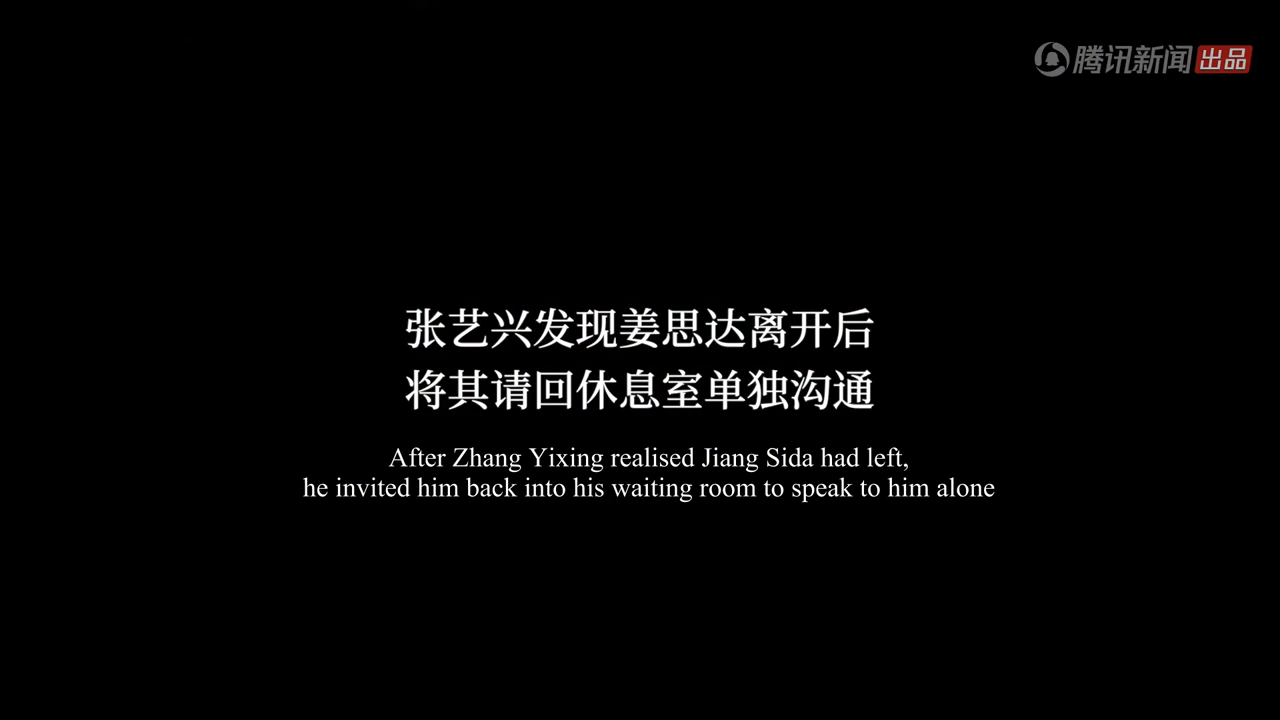 腾讯新闻 出品
张艺兴发现姜思达离开后
将其请回休息室单独沟通
After Zhang Yixing realised Jiang Sida had left,
he invited him back into his waiting room to speak to him alone